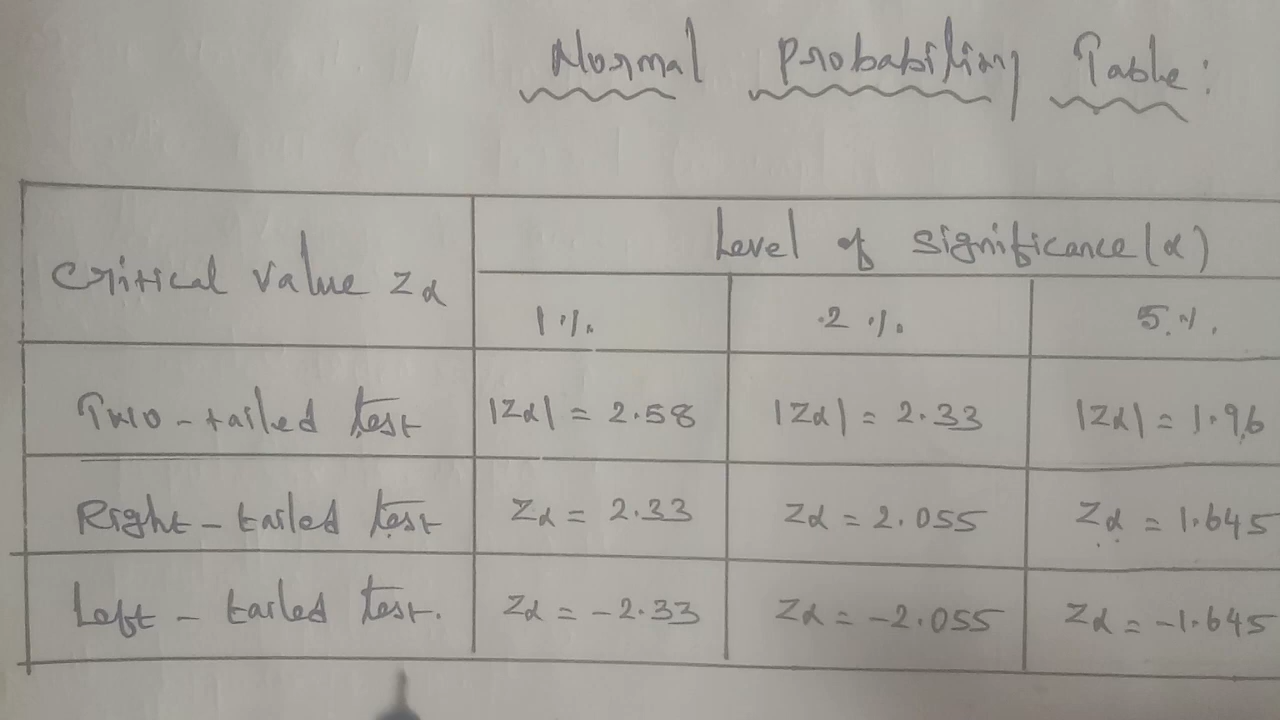 Normal Probability Table:
Critical value Zα
Level of significance (α)
1%
2%
5%
Two-tailed test
|Zα| = 2.58
|Zα| = 2.33
|Zα| = 1.96
Right-tailed test
Zα = 2.33
Zα = 2.055
Zα = 1.645
Left-tailed test.
Zα = -2.33
Zα = -2.055
Zα = -1.645